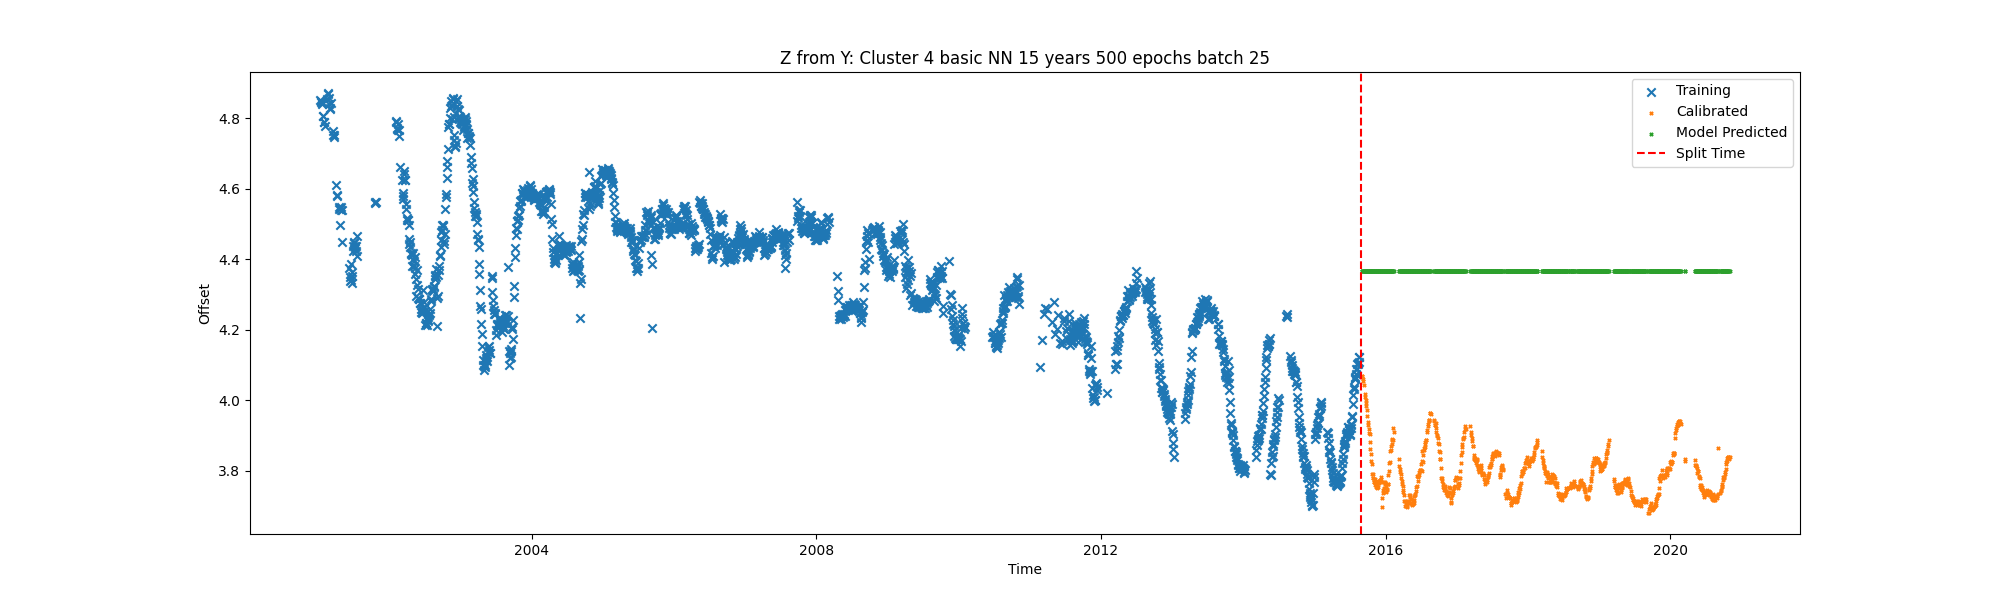 Z from Y: Cluster 4 basic NN 15 years 500 epochs batch 25
Training
Calibrated
Model Predicted
Split Time
4.8
4.6
4.4
4.2
4.0
3.8
Offset
2004
2008
2012
2016
2020
Time